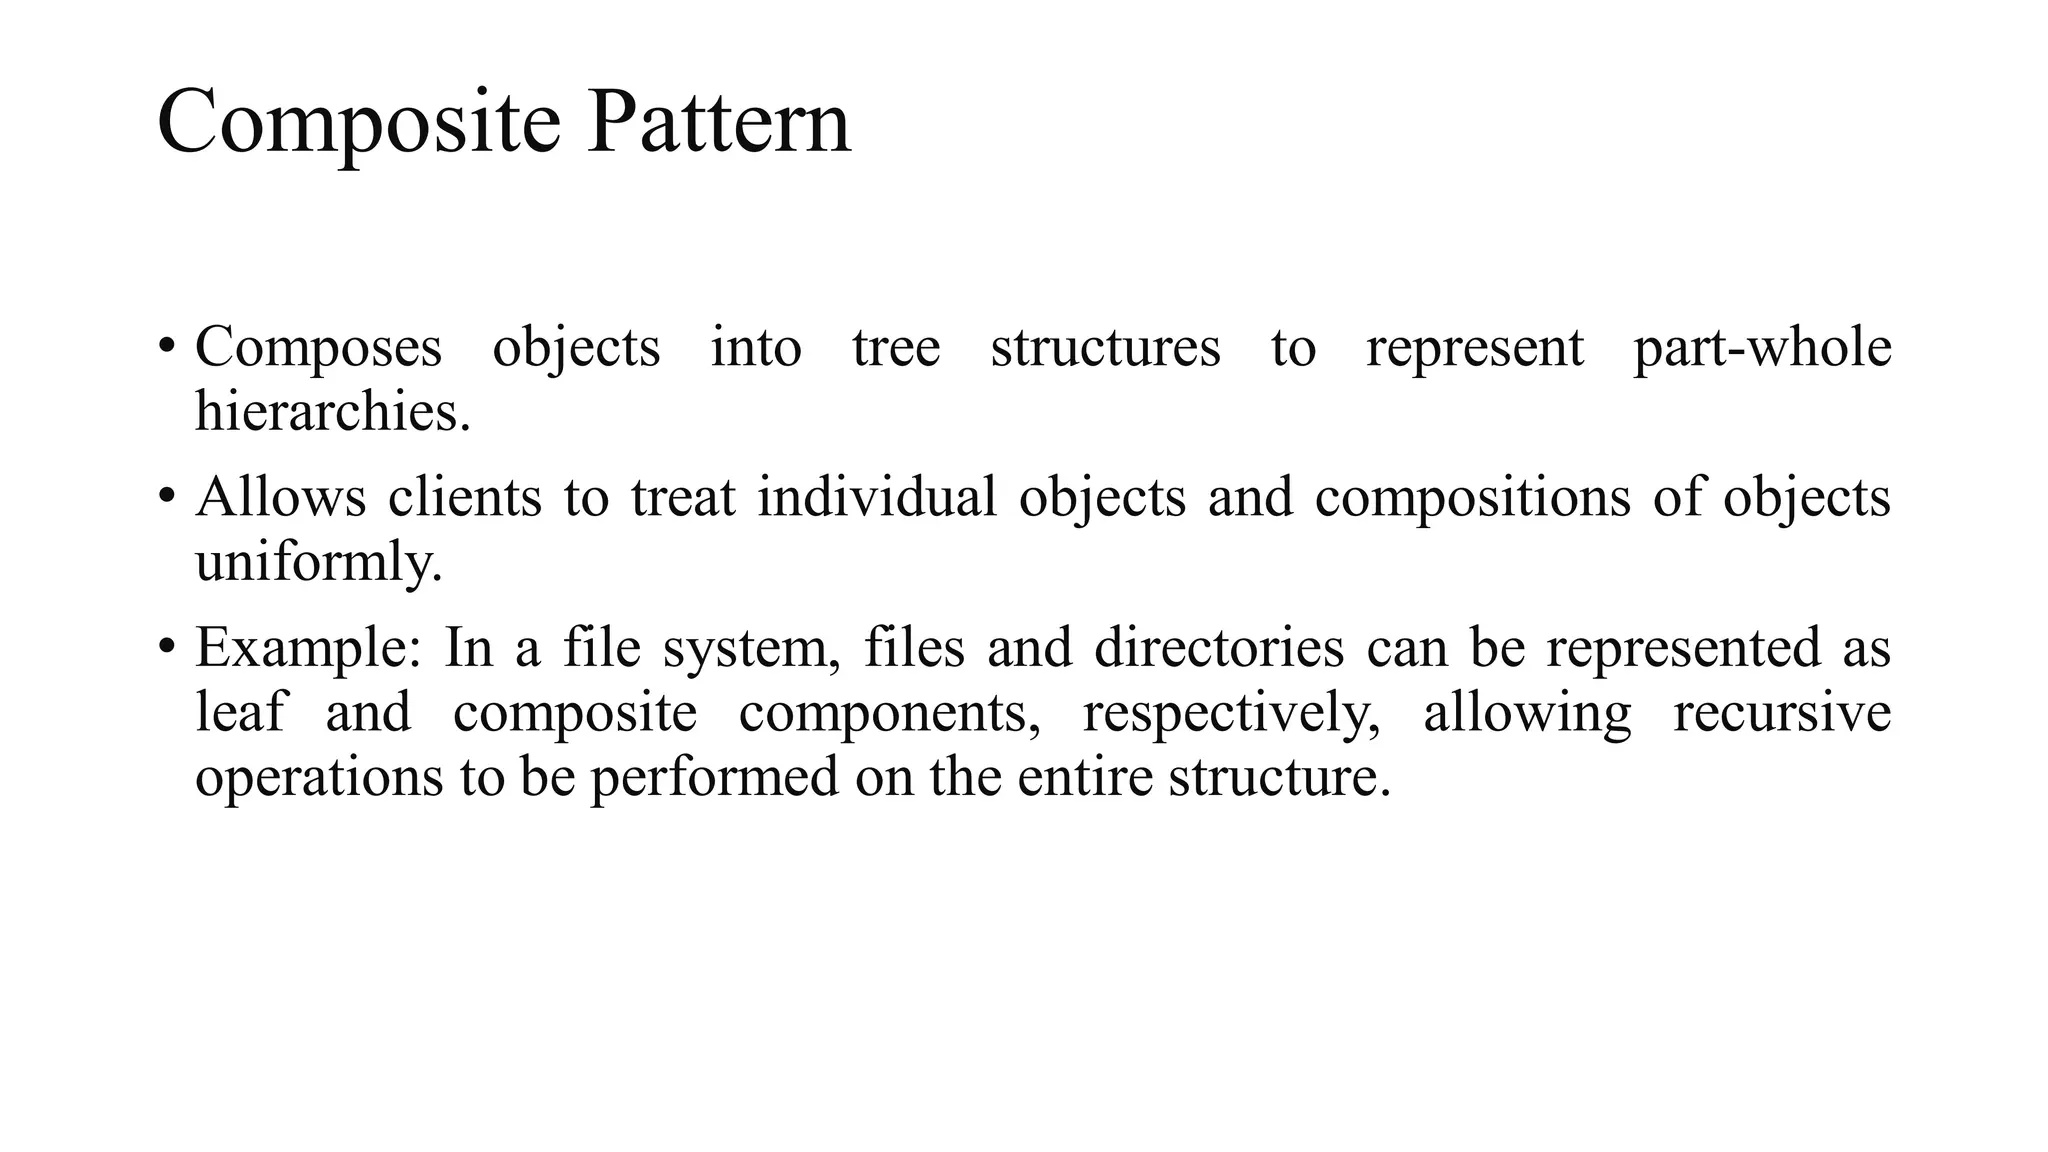 Composite Pattern
• Composes objects into tree structures to represent part-whole
hierarchies.
• Allows clients to treat individual objects and compositions of objects
uniformly.
• Example: In a file system, files and directories can be represented as
leaf and composite components, respectively, allowing recursive
operations to be performed on the entire structure.